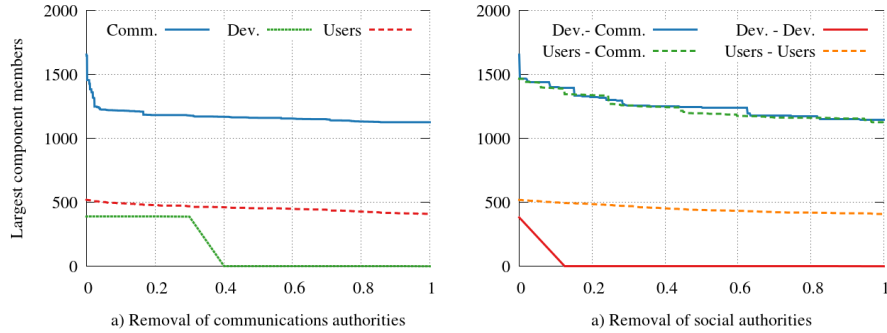 Largest component members
2000
1500
1000
500
0
Comm.
Dev.
Users
0 0.2 0.4 0.6 0.8 1
a) Removal of communications authorities
2000
1500
1000
500
0
Dev.- Comm.
Dev. - Dev.
Users - Comm.
Users - Users
0 0.2 0.4 0.6 0.8 1
a) Removal of social authorities